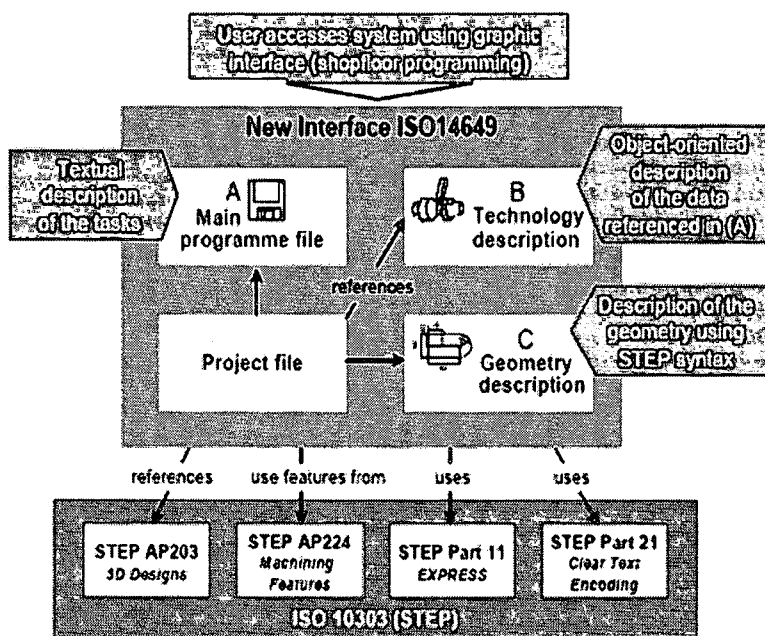 User accesses system using graphic
interface (shopfloor programming)
New Interface ISO14649
Textual
description
of the tasks
A
Main
programme file
B
Technology
description
Object-oriented
description
of the data
referenced in (A)
references
Project file
C
Geometry
description
Description of the
geometry using
STEP syntax
references
use features from
uses
uses
STEP AP203
3D Designs
STEP AP224
Machining
Features
STEP Part 11
EXPRESS
STEP Part 21
Clear Text
Encoding
ISO 10303 (STEP)